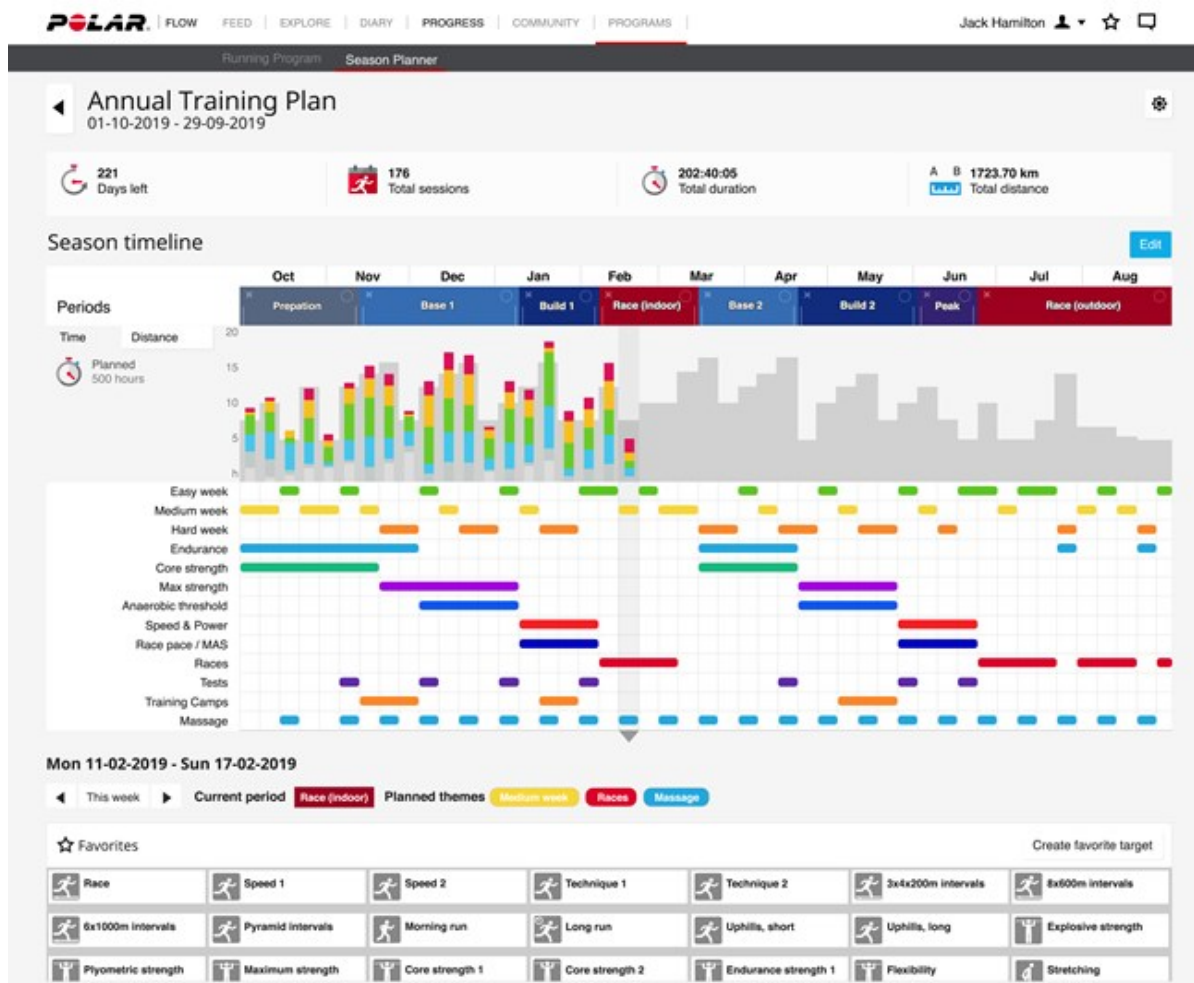 POLAR. FLOW FEED EXPLORE DIARY PROGRESS COMMUNITY PROGRAMS Jack Hamilton
Running Program Season Planner
Annual Training Plan
01-10-2019 - 29-09-2019
221 Days left
176 Total sessions
202:40:05 Total duration
A B 1723.70 km Total distance
Season timeline Edit
Oct Nov Dec Jan Feb Mar Apr May Jun Jul Aug
Periods Prepation Base 1 Build 1 Race (indoor) Base 2 Build 2 Peak Race (outdoor)
Time Distance
Planned
500 hours
20
15
10
5
h
Easy week
Medium week
Hard week
Endurance
Core strength
Max strength
Anaerobic threshold
Speed & Power
Race pace / MAS
Races
Tests
Training Camps
Massage
Mon 11-02-2019 - Sun 17-02-2019
This week Current period Race (indoor) Planned themes Medium week Races Massage
Favorites Create favorite target
Race Speed 1 Speed 2 Technique 1 Technique 2 3x4x200m intervals 8x600m intervals
6x1000m intervals Pyramid intervals Morning run Long run Uphills, short Uphills, long Explosive strength
Plyometric strength Maximum strength Core strength 1 Core strength 2 Endurance strength 1 Flexibility Stretching